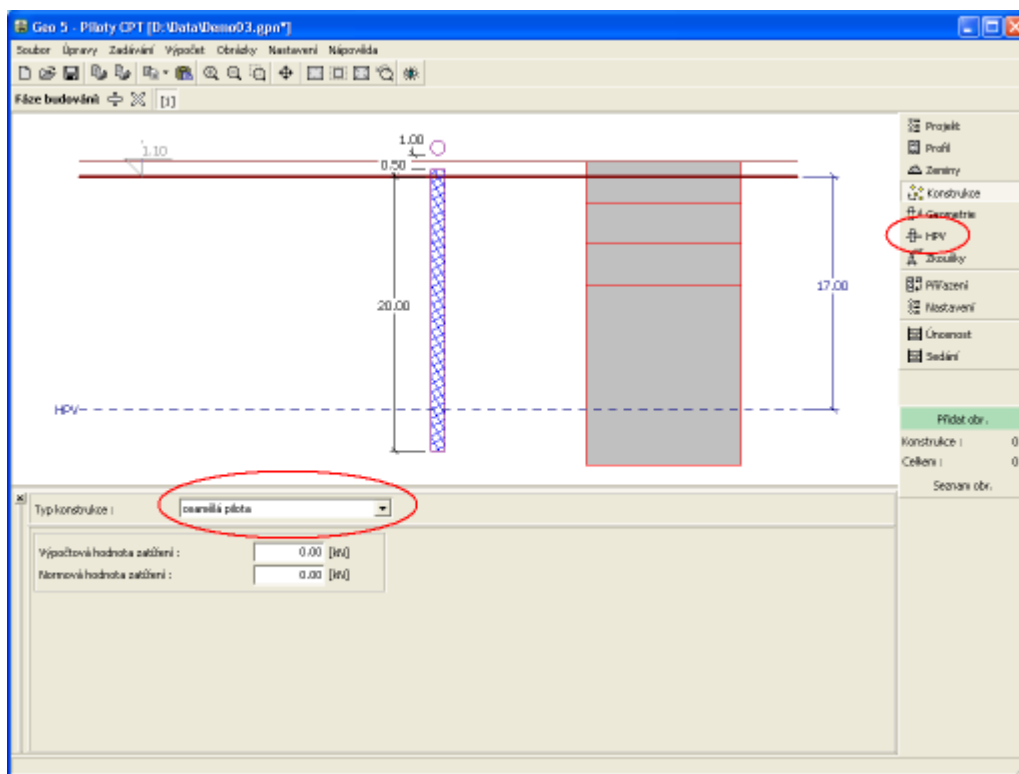 Geo 5 - Piloty CPT [D:\Data\Demo03.gpn*]
Soubor Úpravy Zadávání Výpočet Obrázky Nastavení Nápověda
Fáze budování: [1]
1.10
1.00
0.50
20.00
17.00
HPV
Projekt
Profil
Zeminy
Konstrukce
Geometrie
HPV
Zkoušky
Přiřazení
Nastavení
Únosnost
Sedání
Přidat obr.
Konstrukce : 0
Celkem : 0
Seznam obr.
Typ konstrukce : osamělá pilota
Výpočtová hodnota zatížení : 0.00 [kN]
Normová hodnota zatížení : 0.00 [kN]